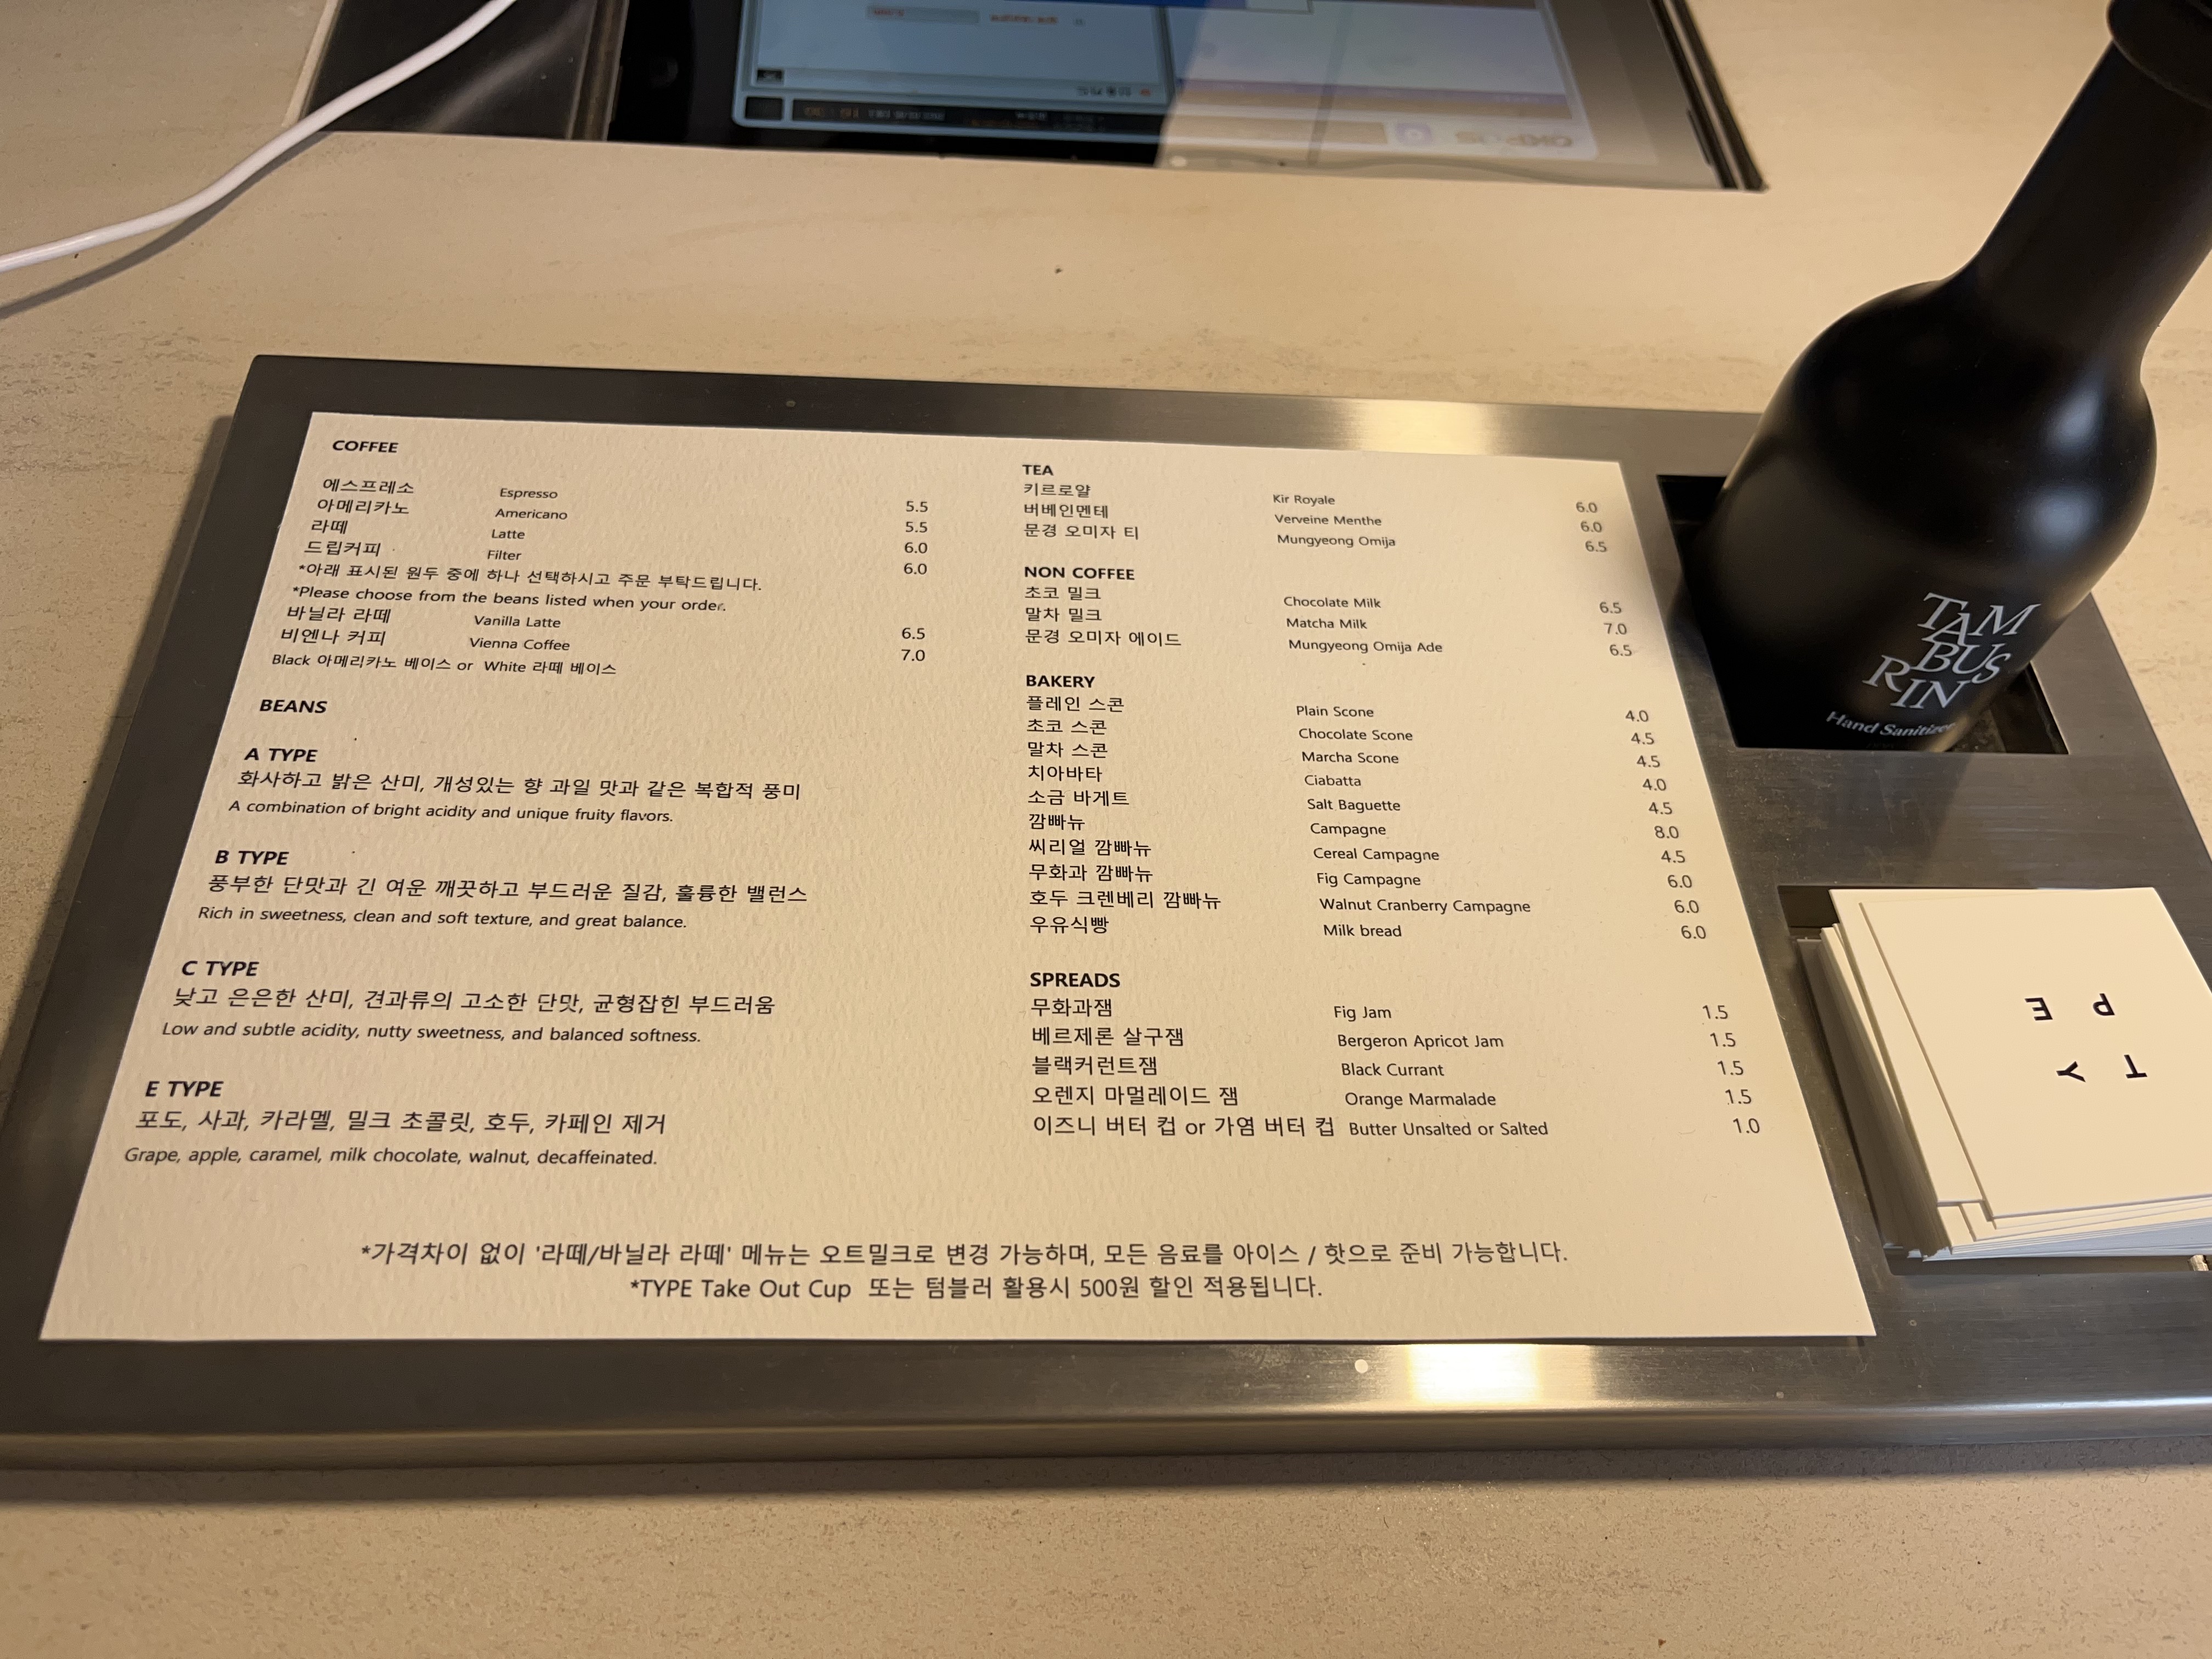 COFFEE
에스프레소 Espresso 5.5
아메리카노 Americano 5.5
라떼 Latte 6.0
드립커피 Filter 6.0
*아래 표시된 원두 중에 하나 선택하시고 주문 부탁드립니다.
*Please choose from the beans listed when your order.
바닐라 라떼 Vanilla Latte 6.5
비엔나 커피 Vienna Coffee 7.0
Black 아메리카노 베이스 or White 라떼 베이스
BEANS
A TYPE
화사하고 밝은 산미, 개성있는 향 과일 맛과 같은 복합적 풍미
A combination of bright acidity and unique fruity flavors.
B TYPE
풍부한 단맛과 긴 여운 깨끗하고 부드러운 질감, 훌륭한 밸런스
Rich in sweetness, clean and soft texture, and great balance.
C TYPE
낮고 은은한 산미, 견과류의 고소한 단맛, 균형잡힌 부드러움
Low and subtle acidity, nutty sweetness, and balanced softness.
E TYPE
포도, 사과, 카라멜, 밀크 초콜릿, 호두, 카페인 제거
Grape, apple, caramel, milk chocolate, walnut, decaffeinated.
TEA
키르로얄 Kir Royale 6.0
버베인멘테 Verveine Menthe 6.0
문경 오미자 티 Mungyeong Omija 6.5
NON COFFEE
초코 밀크 Chocolate Milk 6.5
말차 밀크 Matcha Milk 7.0
문경 오미자 에이드 Mungyeong Omija Ade 6.5
BAKERY
플레인 스콘 Plain Scone 4.0
초코 스콘 Chocolate Scone 4.5
말차 스콘 Marcha Scone 4.5
치아바타 Ciabatta 4.0
소금 바게트 Salt Baguette 4.5
깜빠뉴 Campagne 8.0
씨리얼 깜빠뉴 Cereal Campagne 4.5
무화과 깜빠뉴 Fig Campagne 6.0
호두 크렌베리 깜빠뉴 Walnut Cranberry Campagne 6.0
우유식빵 Milk bread 6.0
SPREADS
무화과잼 Fig Jam 1.5
베르제론 살구잼 Bergeron Apricot Jam 1.5
블랙커런트잼 Black Currant 1.5
오렌지 마멀레이드 잼 Orange Marmalade 1.5
이즈니 버터 컵 or 가염 버터 컵 Butter Unsalted or Salted 1.0
*가격차이 없이 '라떼/바닐라 라떼' 메뉴는 오트밀크로 변경 가능하며, 모든 음료를 아이스 / 핫으로 준비 가능합니다.
*TYPE Take Out Cup 또는 텀블러 활용시 500원 할인 적용됩니다.
TAM
BUS
RIN
Hand Sanitizer
TY
PE